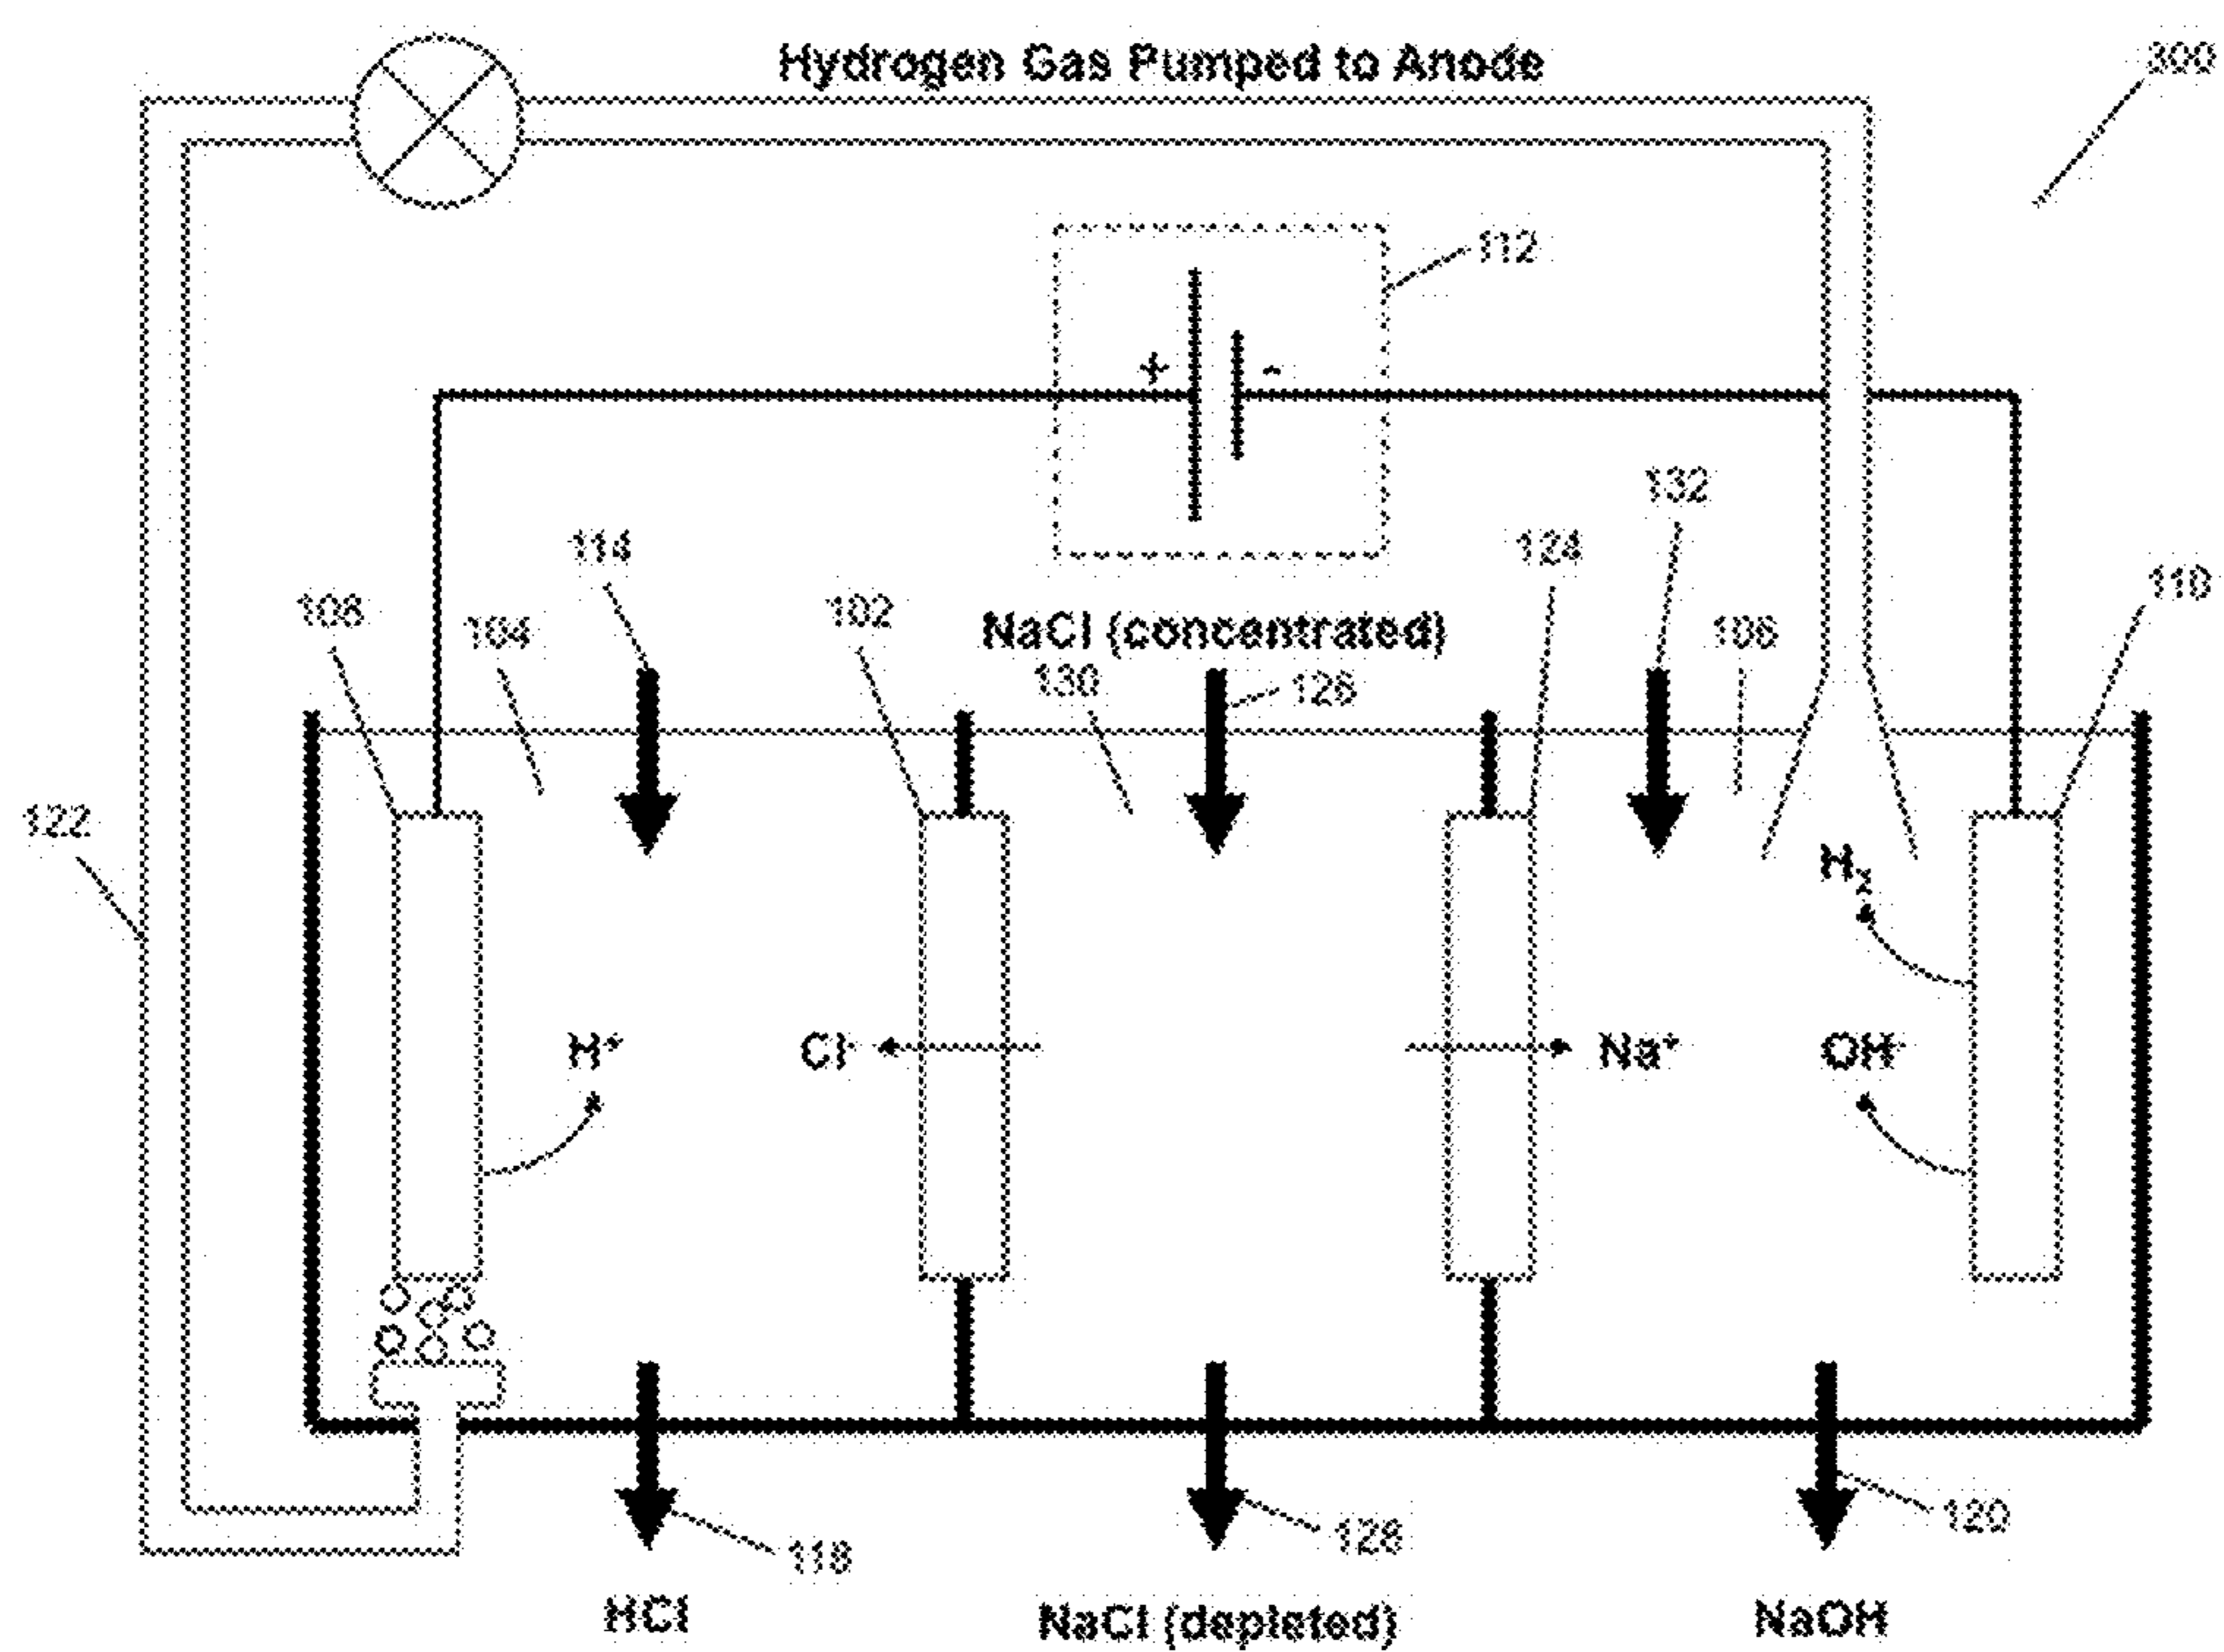 Hydrogen Gas Pumped to Anode
300
112
+ -
132
114
124
110
108
104
102
NaCl (concentrated)
106
130
126
122
H₂
H⁺
Cl⁻
Na⁺
OH⁻
118
128
120
HCl
NaCl (depleted)
NaOH